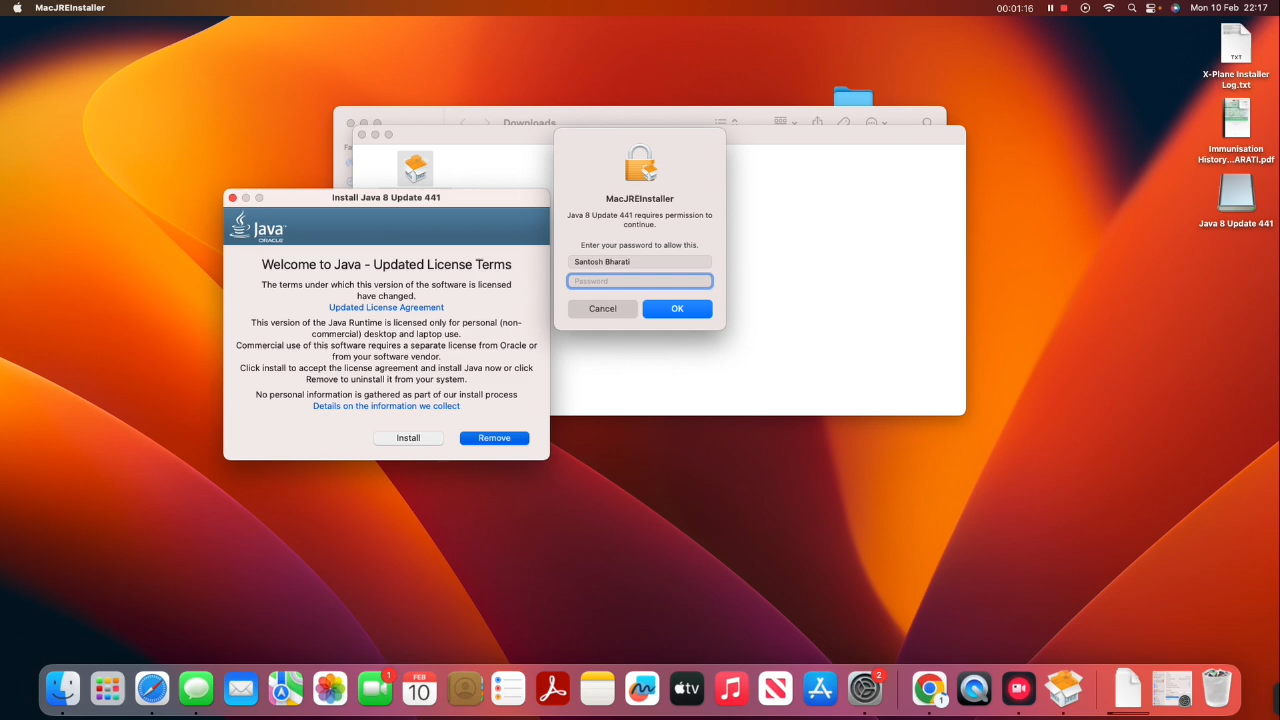 MacJREInstaller
00:01:16
Mon 10 Feb 22:17
TXT
X-Plane Installer
Log.txt
Immunisation
History...ARATI.pdf
Java 8 Update 441
Downloads
Fa
MacJREInstaller
Java 8 Update 441 requires permission to
continue.
Enter your password to allow this.
Santosh Bharati
Password
Cancel
OK
Install Java 8 Update 441
Java
ORACLE
Welcome to Java - Updated License Terms
The terms under which this version of the software is licensed
have changed.
Updated License Agreement
This version of the Java Runtime is licensed only for personal (non-
commercial) desktop and laptop use.
Commercial use of this software requires a separate license from Oracle or
from your software vendor.
Click install to accept the license agreement and install Java now or click
Remove to uninstall it from your system.
No personal information is gathered as part of our install process
Details on the information we collect
Install
Remove
1
FEB
10
tv
2
1